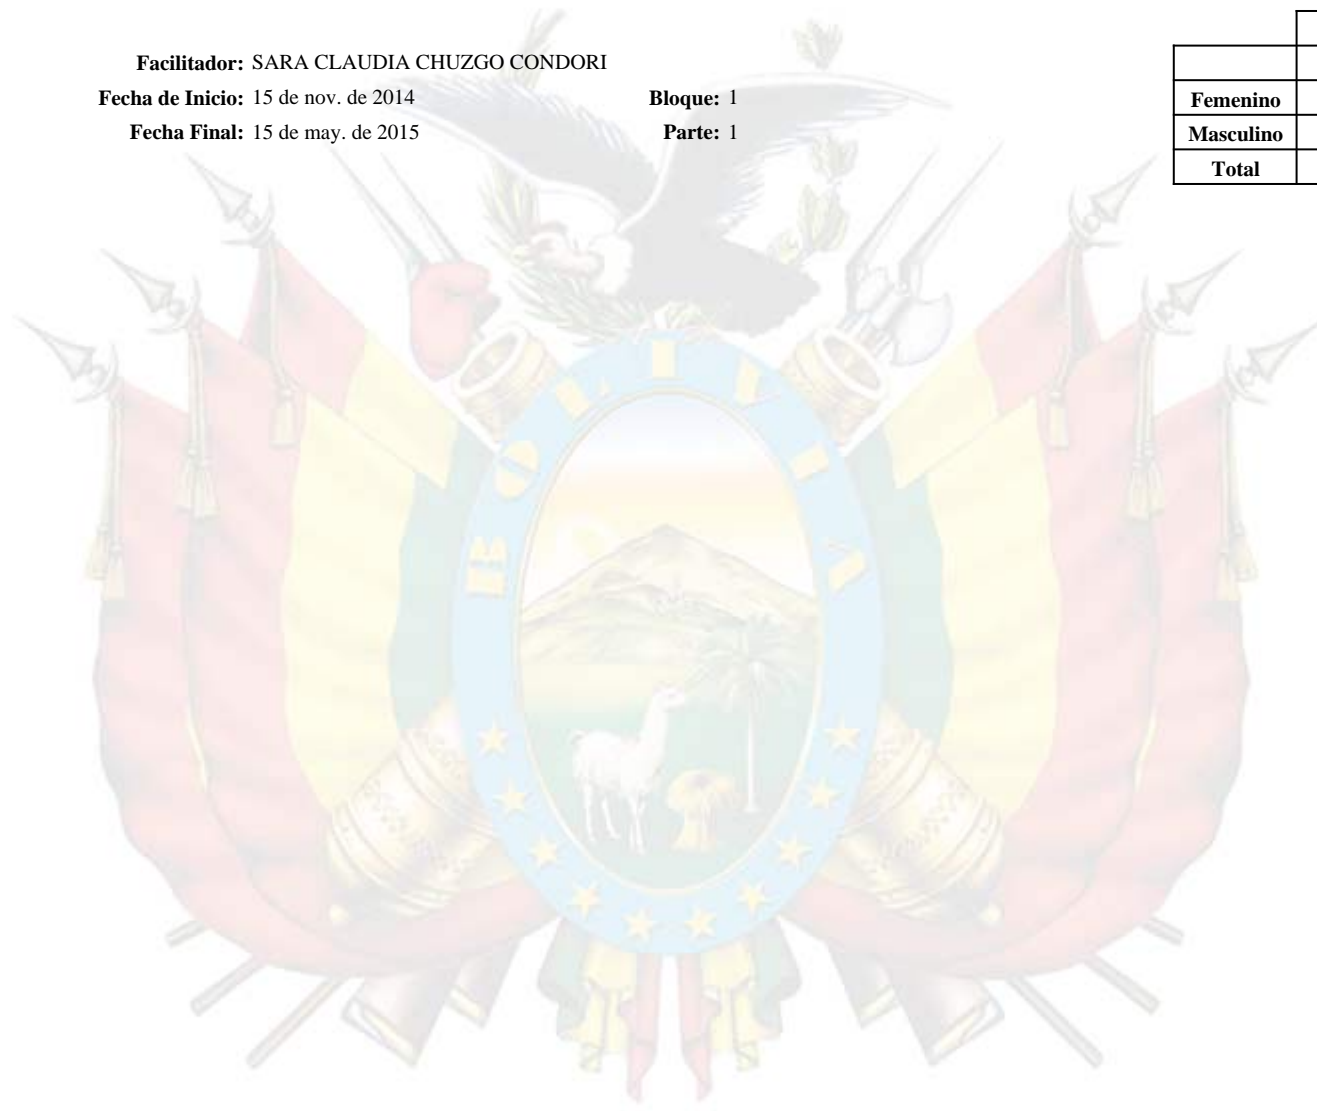 Facilitador: SARA CLAUDIA CHUZGO CONDORI
Fecha de Inicio: 15 de nov. de 2014 Bloque: 1
Fecha Final: 15 de may. de 2015 Parte: 1
Femenino
Masculino
Total
BOLIVIA